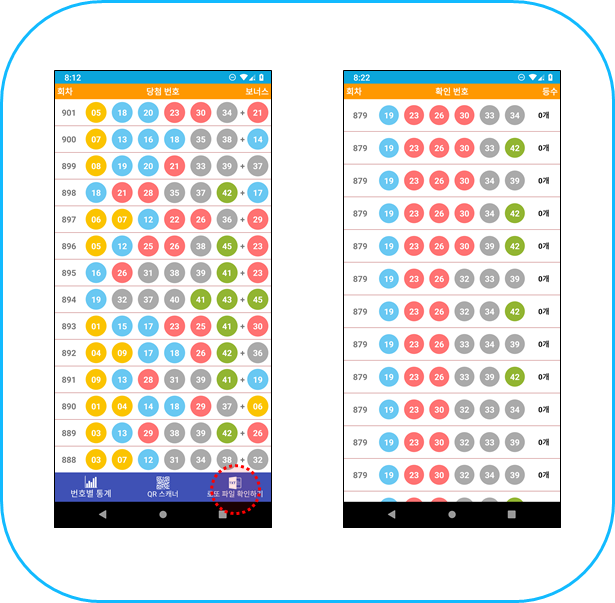 8:12
회차 당첨 번호 보너스
901 05 18 20 23 30 34 + 21
900 07 13 16 18 35 38 + 14
899 08 19 20 21 33 39 + 37
898 18 21 28 35 37 42 + 17
897 06 07 12 22 26 36 + 29
896 05 12 25 26 38 45 + 23
895 16 26 31 38 39 41 + 23
894 19 32 37 40 41 43 + 45
893 01 15 17 23 25 41 + 30
892 04 09 17 18 26 42 + 36
891 09 13 28 31 39 41 + 19
890 01 04 14 18 29 37 + 06
889 03 13 29 38 39 42 + 26
888 03 07 12 31 34 38 + 32
번호별 통계 QR 스캐너 로또 파일 확인하기
TXT
8:22
회차 확인 번호 등수
879 19 23 26 30 33 34 0개
879 19 23 26 30 33 42 0개
879 19 23 26 30 34 39 0개
879 19 23 26 30 34 42 0개
879 19 23 26 30 39 42 0개
879 19 23 26 32 33 39 0개
879 19 23 26 32 34 42 0개
879 19 23 26 33 34 39 0개
879 19 23 26 33 39 42 0개
879 19 23 30 32 33 34 0개
879 19 23 30 32 33 39 0개
879 19 23 30 32 34 39 0개